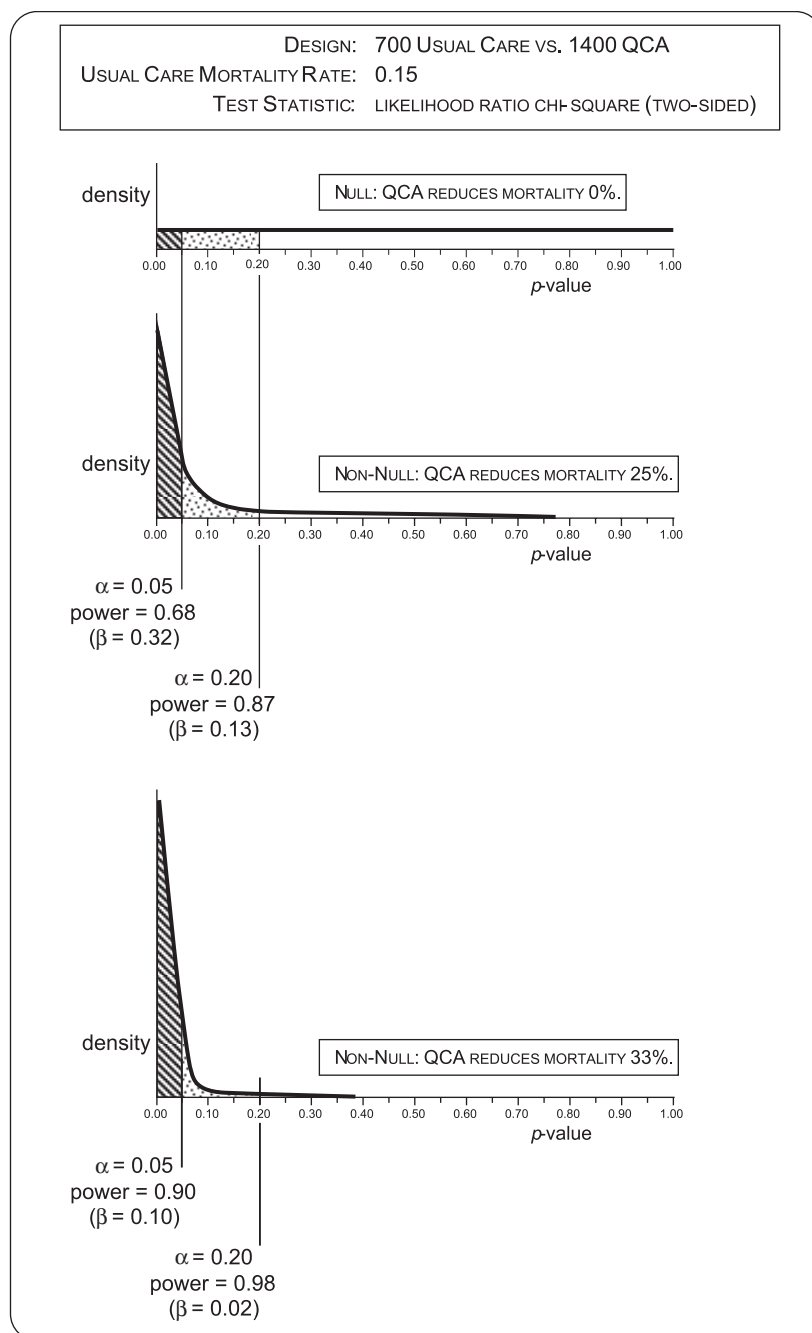 DESIGN: 700 USUAL CARE VS. 1400 QCA
USUAL CARE MORTALITY RATE: 0.15
TEST STATISTIC: LIKELIHOOD RATIO CHI-SQUARE (TWO-SIDED)
density
NULL: QCA REDUCES MORTALITY 0%.
0.00 0.10 0.20 0.30 0.40 0.50 0.60 0.70 0.80 0.90 1.00
p-value
density
NON-NULL: QCA REDUCES MORTALITY 25%.
0.00 0.10 0.20 0.30 0.40 0.50 0.60 0.70 0.80 0.90 1.00
p-value
α = 0.05
power = 0.68
(β = 0.32)
α = 0.20
power = 0.87
(β = 0.13)
density
NON-NULL: QCA REDUCES MORTALITY 33%.
0.00 0.10 0.20 0.30 0.40 0.50 0.60 0.70 0.80 0.90 1.00
p-value
α = 0.05
power = 0.90
(β = 0.10)
α = 0.20
power = 0.98
(β = 0.02)